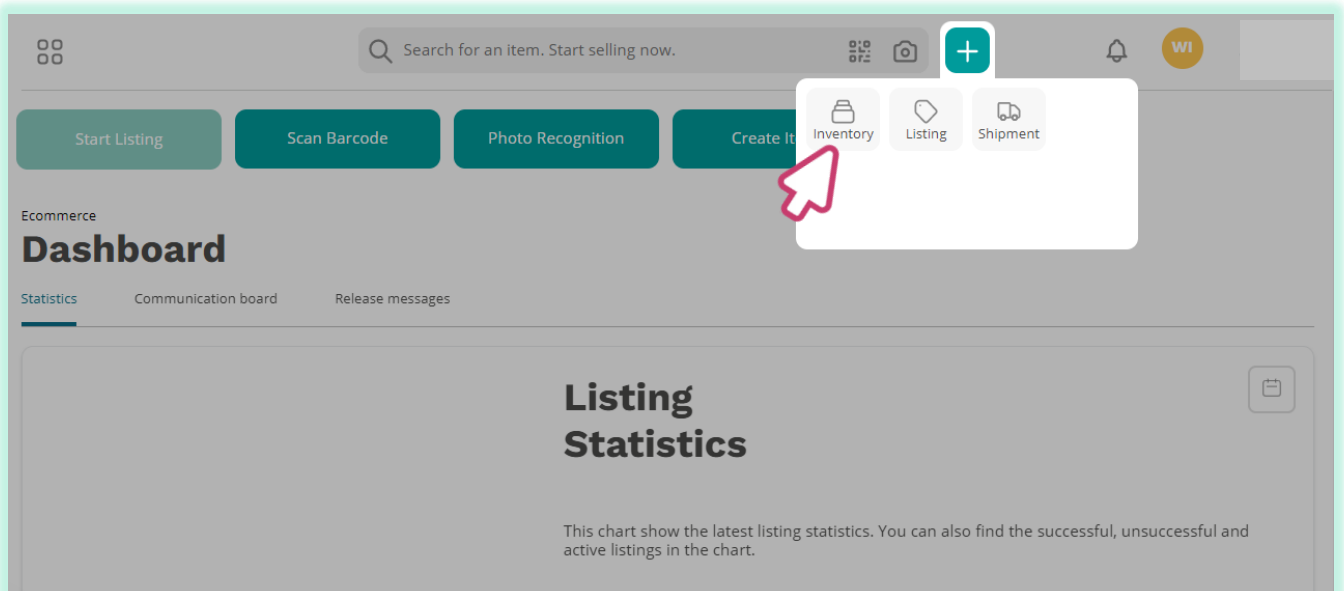 Search for an item. Start selling now.
WI
Start Listing
Scan Barcode
Photo Recognition
Create It
Inventory
Listing
Shipment
Ecommerce
Dashboard
Statistics
Communication board
Release messages
Listing
Statistics
This chart show the latest listing statistics. You can also find the successful, unsuccessful and
active listings in the chart.